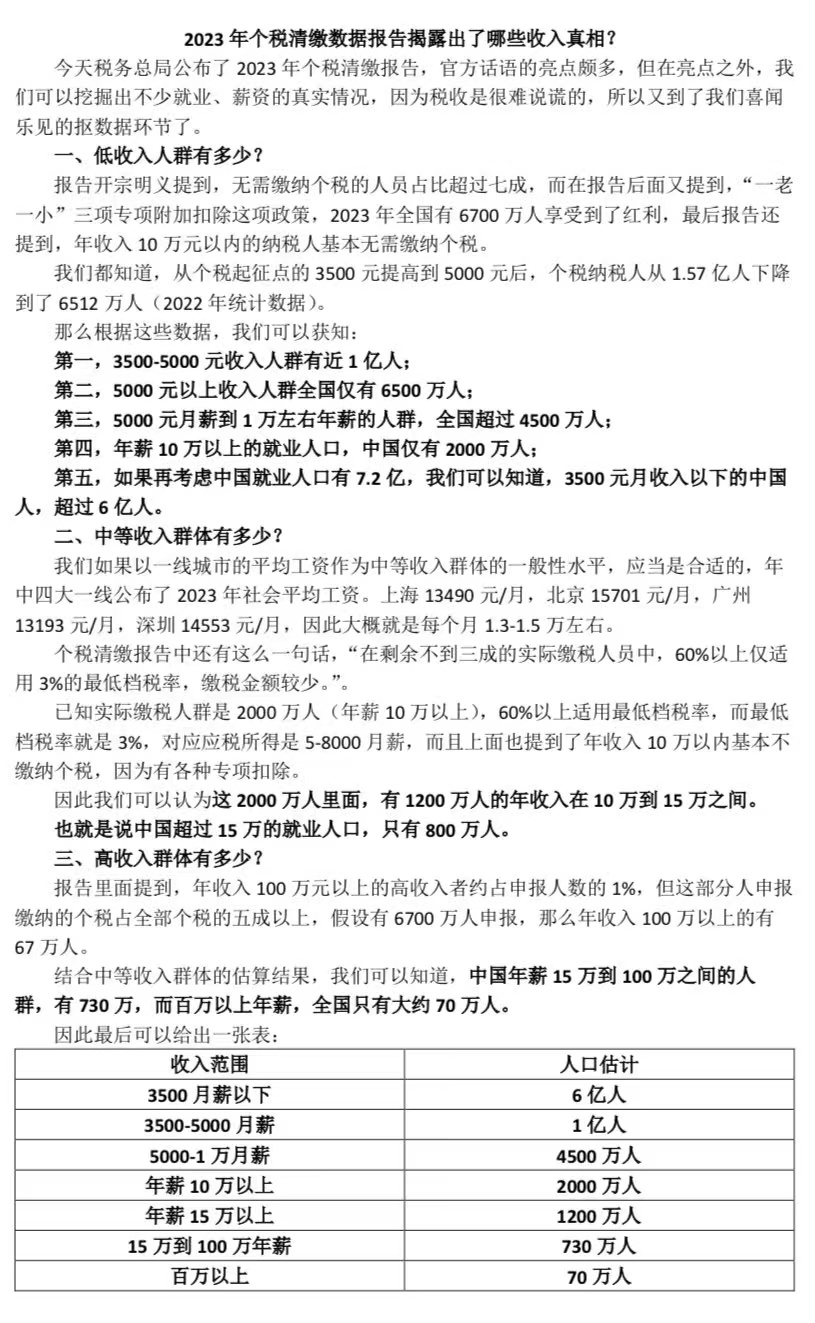 2023 年个税清缴数据报告揭露出了哪些收入真相？
今天税务总局公布了 2023 年个税清缴报告，官方话语的亮点颇多，但在亮点之外，我
们可以挖掘出不少就业、薪资的真实情况，因为税收是很难说谎的，所以又到了我们喜闻
乐见的抠数据环节了。
一、低收入人群有多少？
报告开宗明义提到，无需缴纳个税的人员占比超过七成，而在报告后面又提到，“一老
一小”三项专项附加扣除这项政策，2023 年全国有 6700 万人享受到了红利，最后报告还
提到，年收入 10 万元以内的纳税人基本无需缴纳个税。
我们都知道，从个税起征点的 3500 元提高到 5000 元后，个税纳税人从 1.57 亿人下降
到了 6512 万人（2022 年统计数据）。
那么根据这些数据，我们可以获知：
第一，3500-5000 元收入人群有近 1 亿人；
第二，5000 元以上收入人群全国仅有 6500 万人；
第三，5000 元月薪到 1 万左右年薪的人群，全国超过 4500 万人；
第四，年薪 10 万以上的就业人口，中国仅有 2000 万人；
第五，如果再考虑中国就业人口有 7.2 亿，我们可以知道，3500 元月收入以下的中国
人，超过 6 亿人。
二、中等收入群体有多少？
我们如果以一线城市的平均工资作为中等收入群体的一般性水平，应当是合适的，年
中四大一线公布了 2023 年社会平均工资。上海 13490 元/月，北京 15701 元/月，广州
13193 元/月，深圳 14553 元/月，因此大概就是每个月 1.3-1.5 万左右。
个税清缴报告中还有这么一句话，“在剩余不到三成的实际缴税人员中，60%以上仅适
用 3%的最低档税率，缴税金额较少。”。
已知实际缴税人群是 2000 万人（年薪 10 万以上），60%以上适用最低档税率，而最低
档税率就是 3%，对应应税所得是 5-8000 月薪，而且上面也提到了年收入 10 万以内基本不
缴纳个税，因为有各种专项扣除。
因此我们可以认为这 2000 万人里面，有 1200 万人的年收入在 10 万到 15 万之间。
也就是说中国超过 15 万的就业人口，只有 800 万人。
三、高收入群体有多少？
报告里面提到，年收入 100 万元以上的高收入者约占申报人数的 1%，但这部分人申报
缴纳的个税占全部个税的五成以上，假设有 6700 万人申报，那么年收入 100 万以上的有
67 万人。
结合中等收入群体的估算结果，我们可以知道，中国年薪 15 万到 100 万之间的人
群，有 730 万，而百万以上年薪，全国只有大约 70 万人。
因此最后可以给出一张表：
收入范围 人口估计
3500 月薪以下 6 亿人
3500-5000 月薪 1 亿人
5000-1 万月薪 4500 万人
年薪 10 万以上 2000 万人
年薪 15 万以上 1200 万人
15 万到 100 万年薪 730 万人
百万以上 70 万人